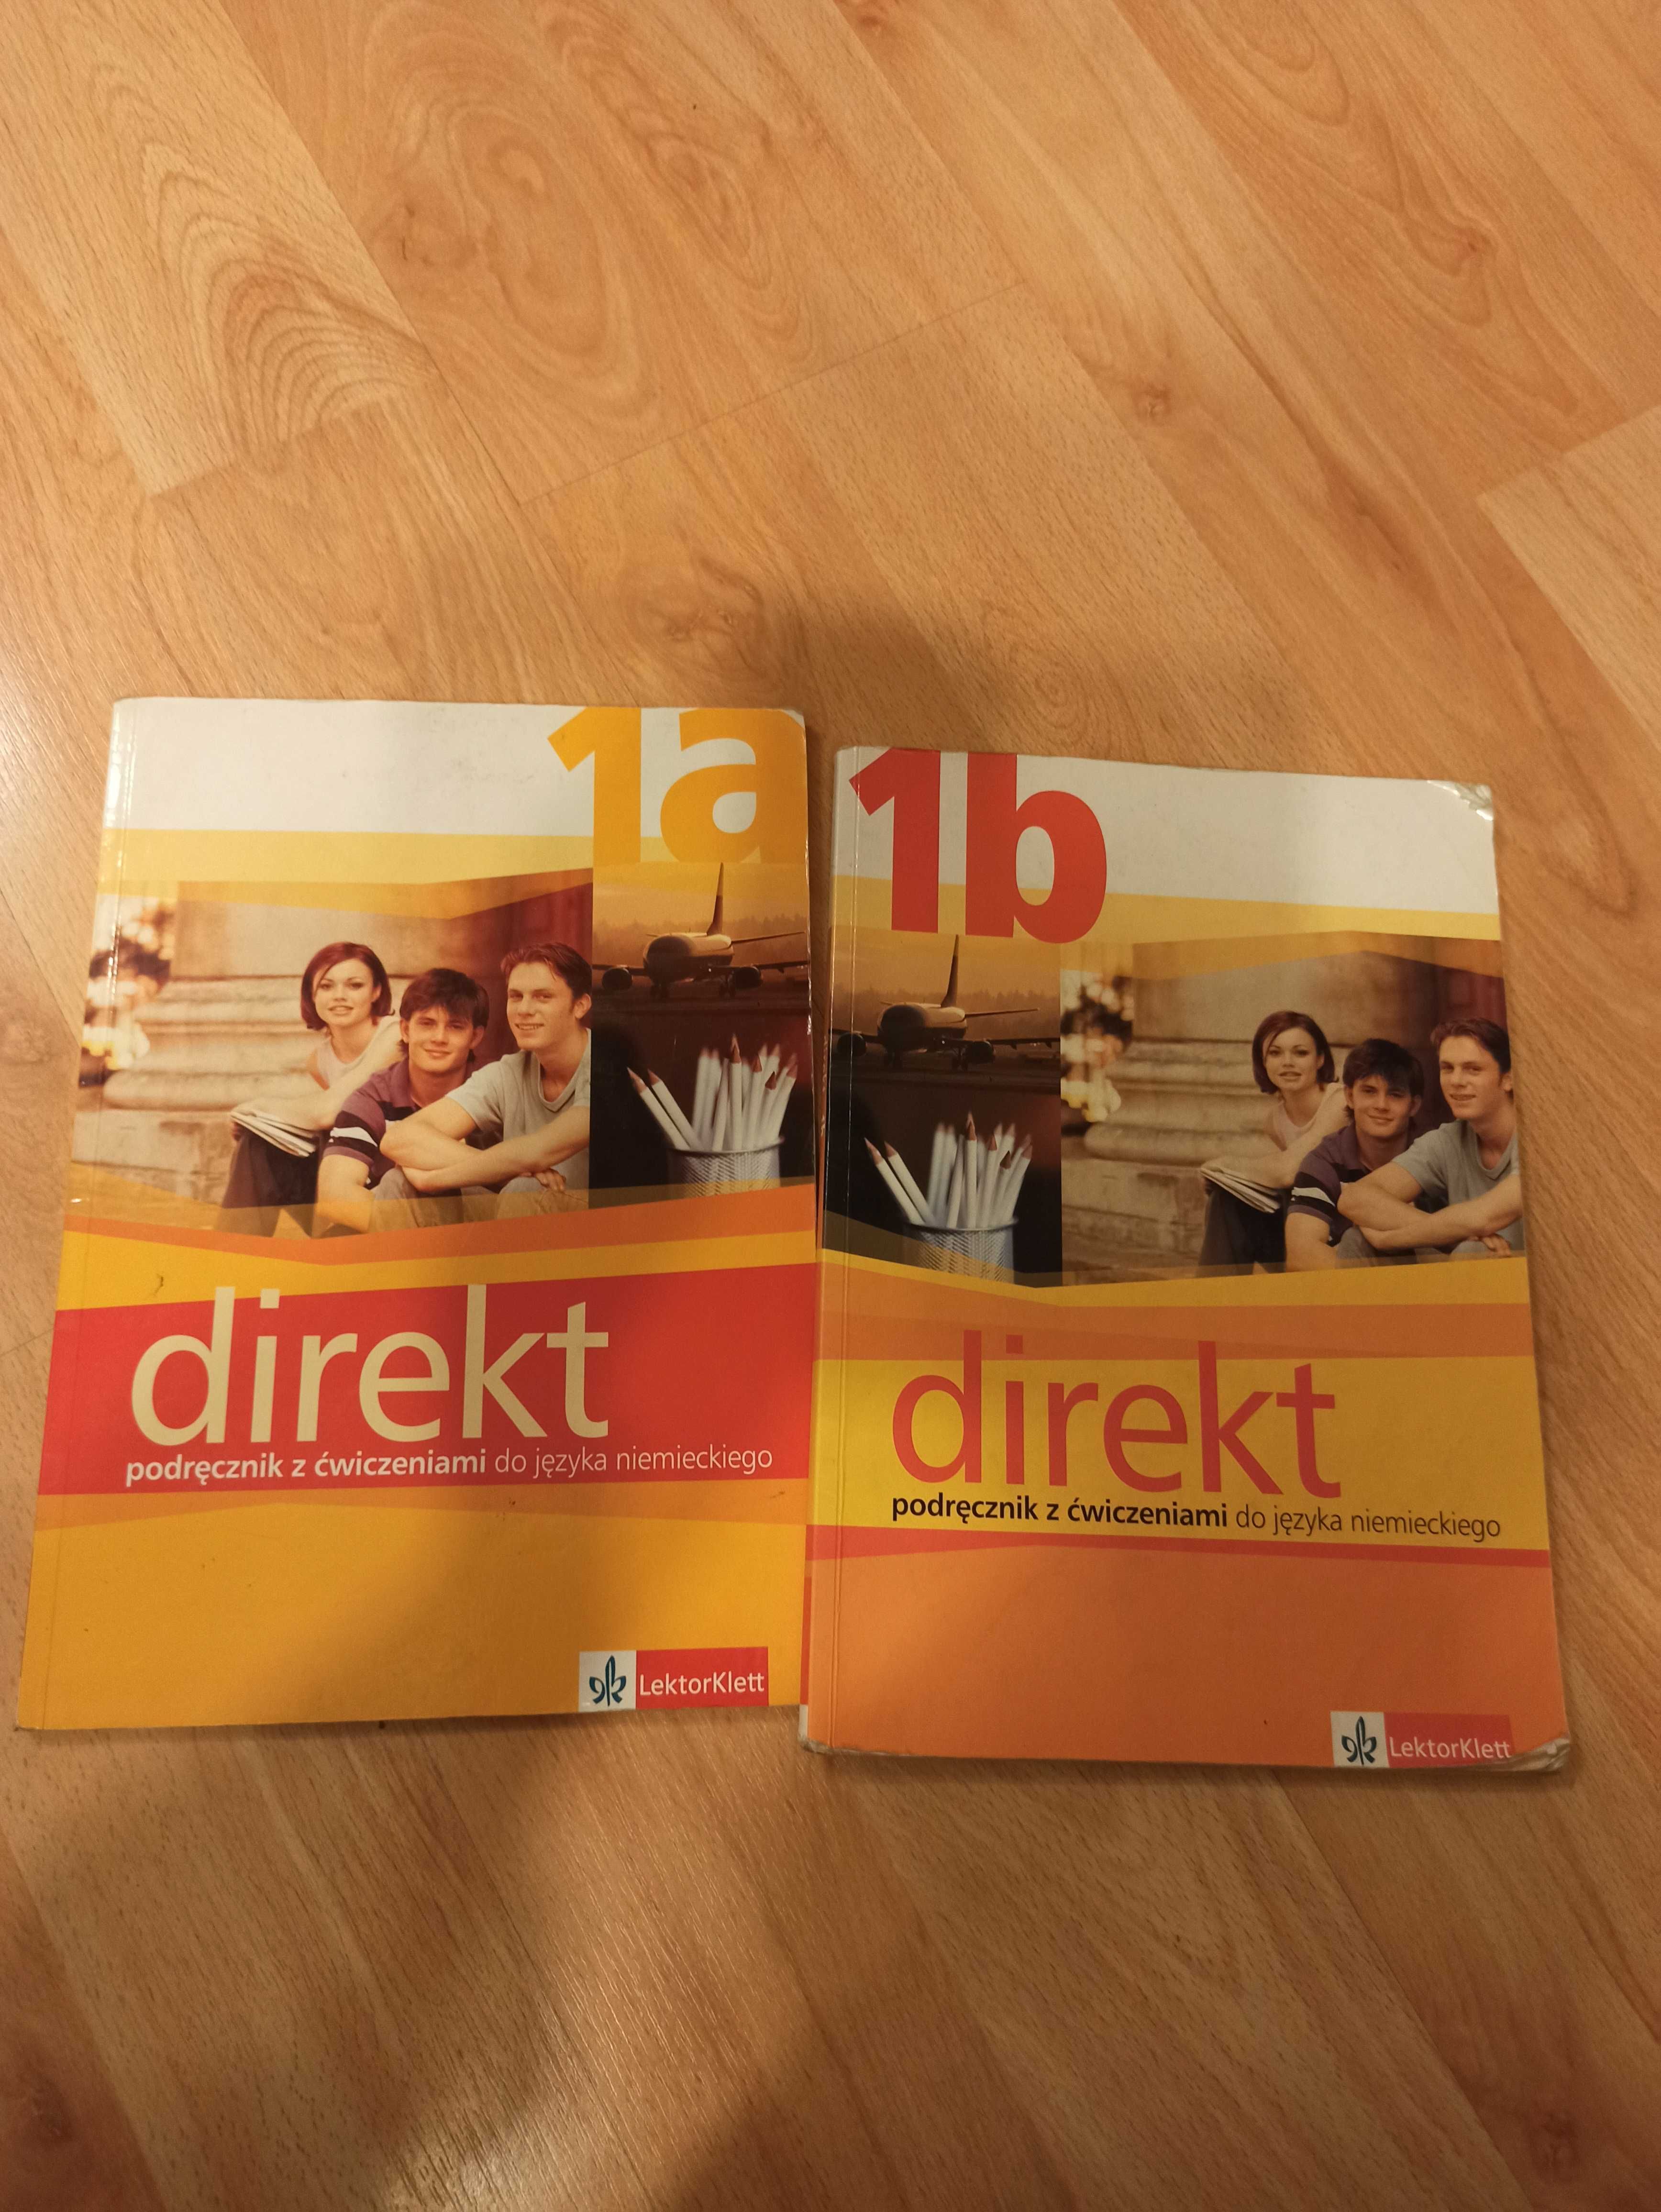 1a
direkt
podręcznik z ćwiczeniami do języka niemieckiego
LektorKlett
1b
direkt
podręcznik z ćwiczeniami do języka niemieckiego
LektorKlett